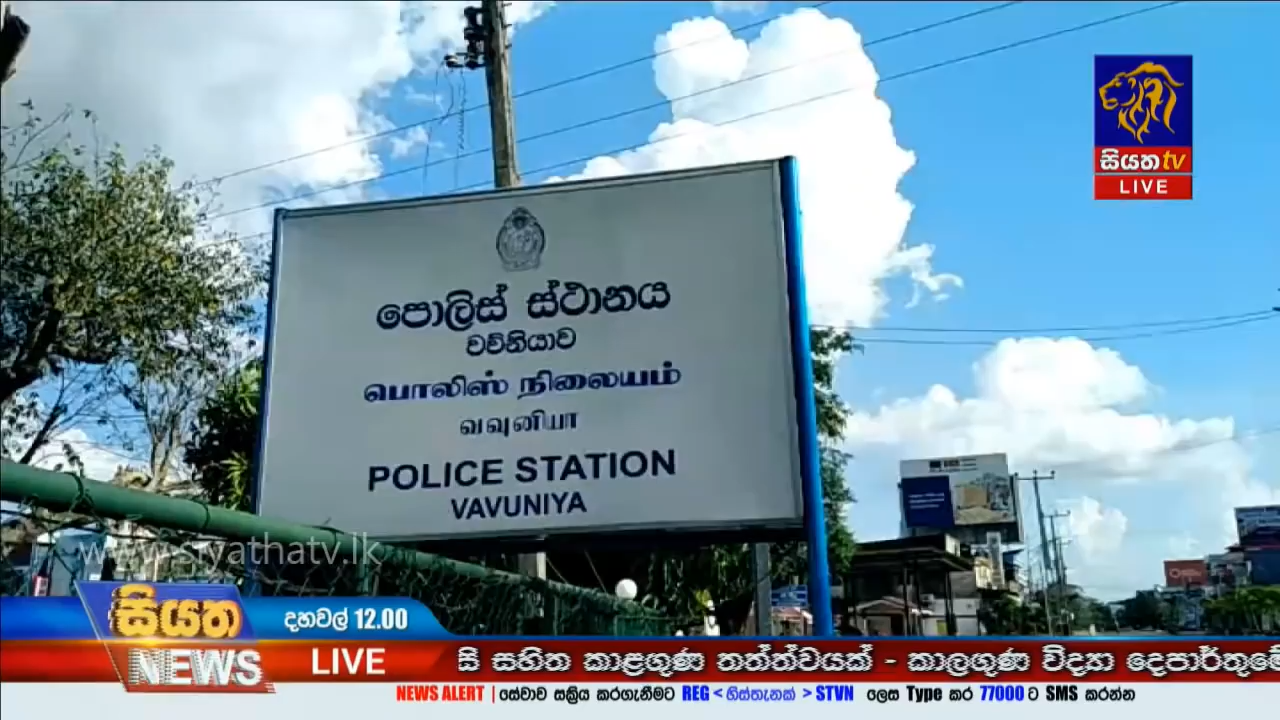 සියත tv
LIVE
පොලිස් ස්ථානය
වව්නියාව
பொலிஸ் நிலையம்
வவுனியா
POLICE STATION
VAVUNIYA
www.siyathatv.lk
සියත
NEWS
දහවල් 12.00
LIVE
සි සහිත කාළගුණ තත්ත්වයක් - කාලගුණ විද්‍යා දෙපාර්තුමේ
NEWS ALERT | සේවාව සක්‍රිය කරගැනීමට REG < හිස්තැනක් > STVN ලෙස Type කර 77000 ට SMS කරන්න